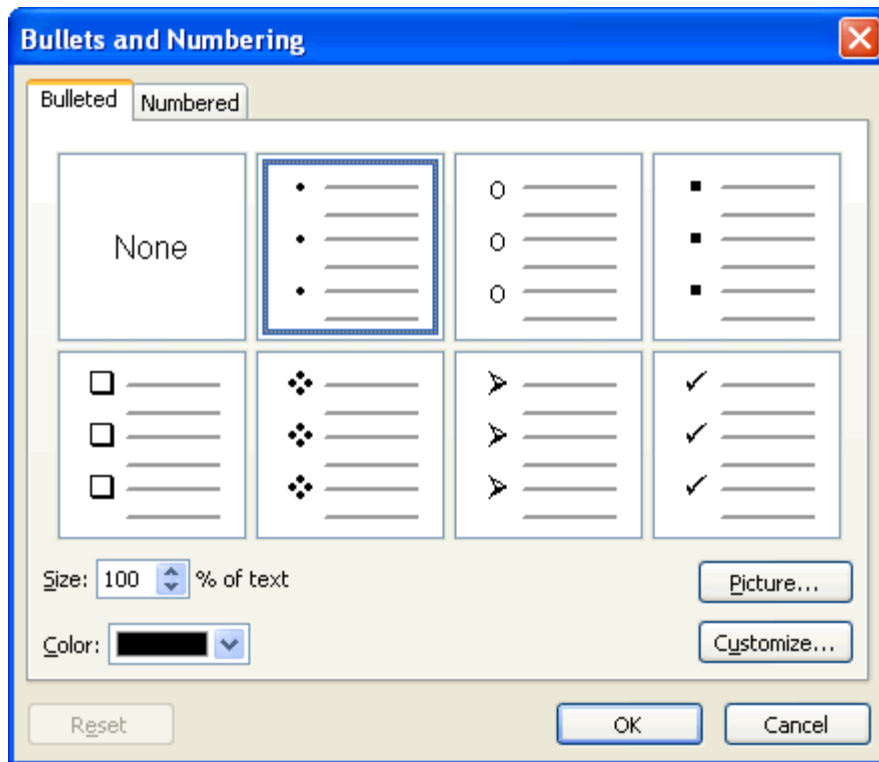 Bullets and Numbering
Bulleted Numbered
None
Size: 100 % of text
Picture...
Color:
Customize...
Reset OK Cancel